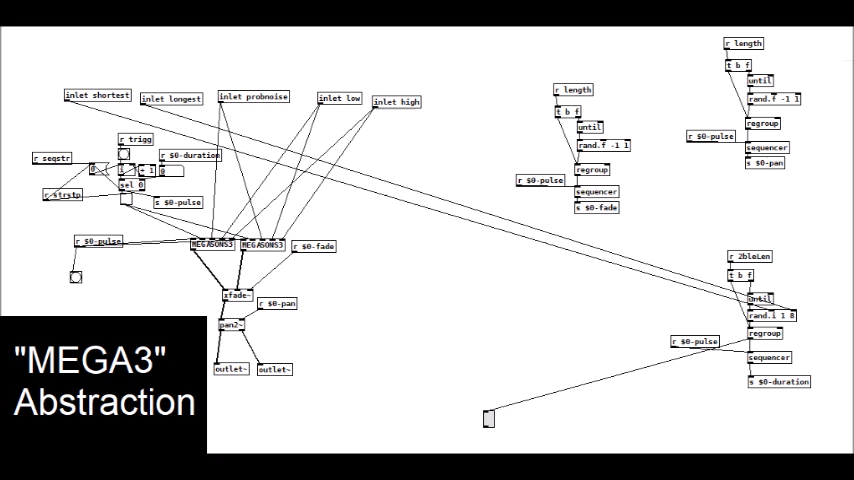 r length
t b f
until
rand.f -1 1
regroup
r $0-pulse
sequencer
s $0-pan
r length
t b f
until
rand.f -1 1
regroup
r $0-pulse
sequencer
s $0-fade
inlet shortest
inlet longest
inlet probnoise
inlet low
inlet high
r trigg
r seqstr
0
i
+ 1
r $0-duration
0
sel 0
r strstp
s $0-pulse
r $0-pulse
MEGASONS3
MEGASONS3
r $0-fade
xfade~
r $0-pan
pan2~
outlet~
outlet~
r 2bleLen
t b f
until
rand.i 1 8
regroup
r $0-pulse
sequencer
s $0-duration
"MEGA3"
Abstraction